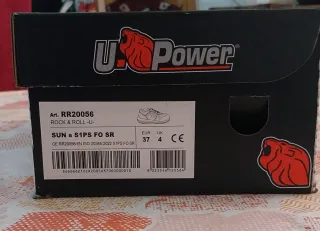 U.Power
Art. RR20056
ROCK & ROLL -U-
SUN n S1PS FO SR
EUR UK
37 4